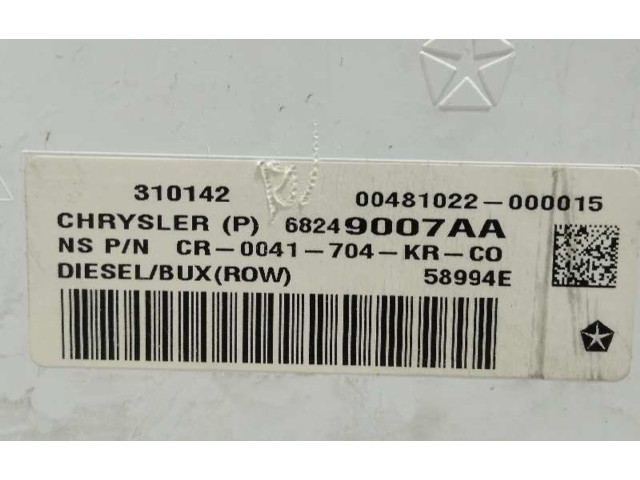 310142 00481022-000015
CHRYSLER (P) 68249007AA
NS P/N CR-0041-704-KR-CO
DIESEL/BUX(ROW) 58994E